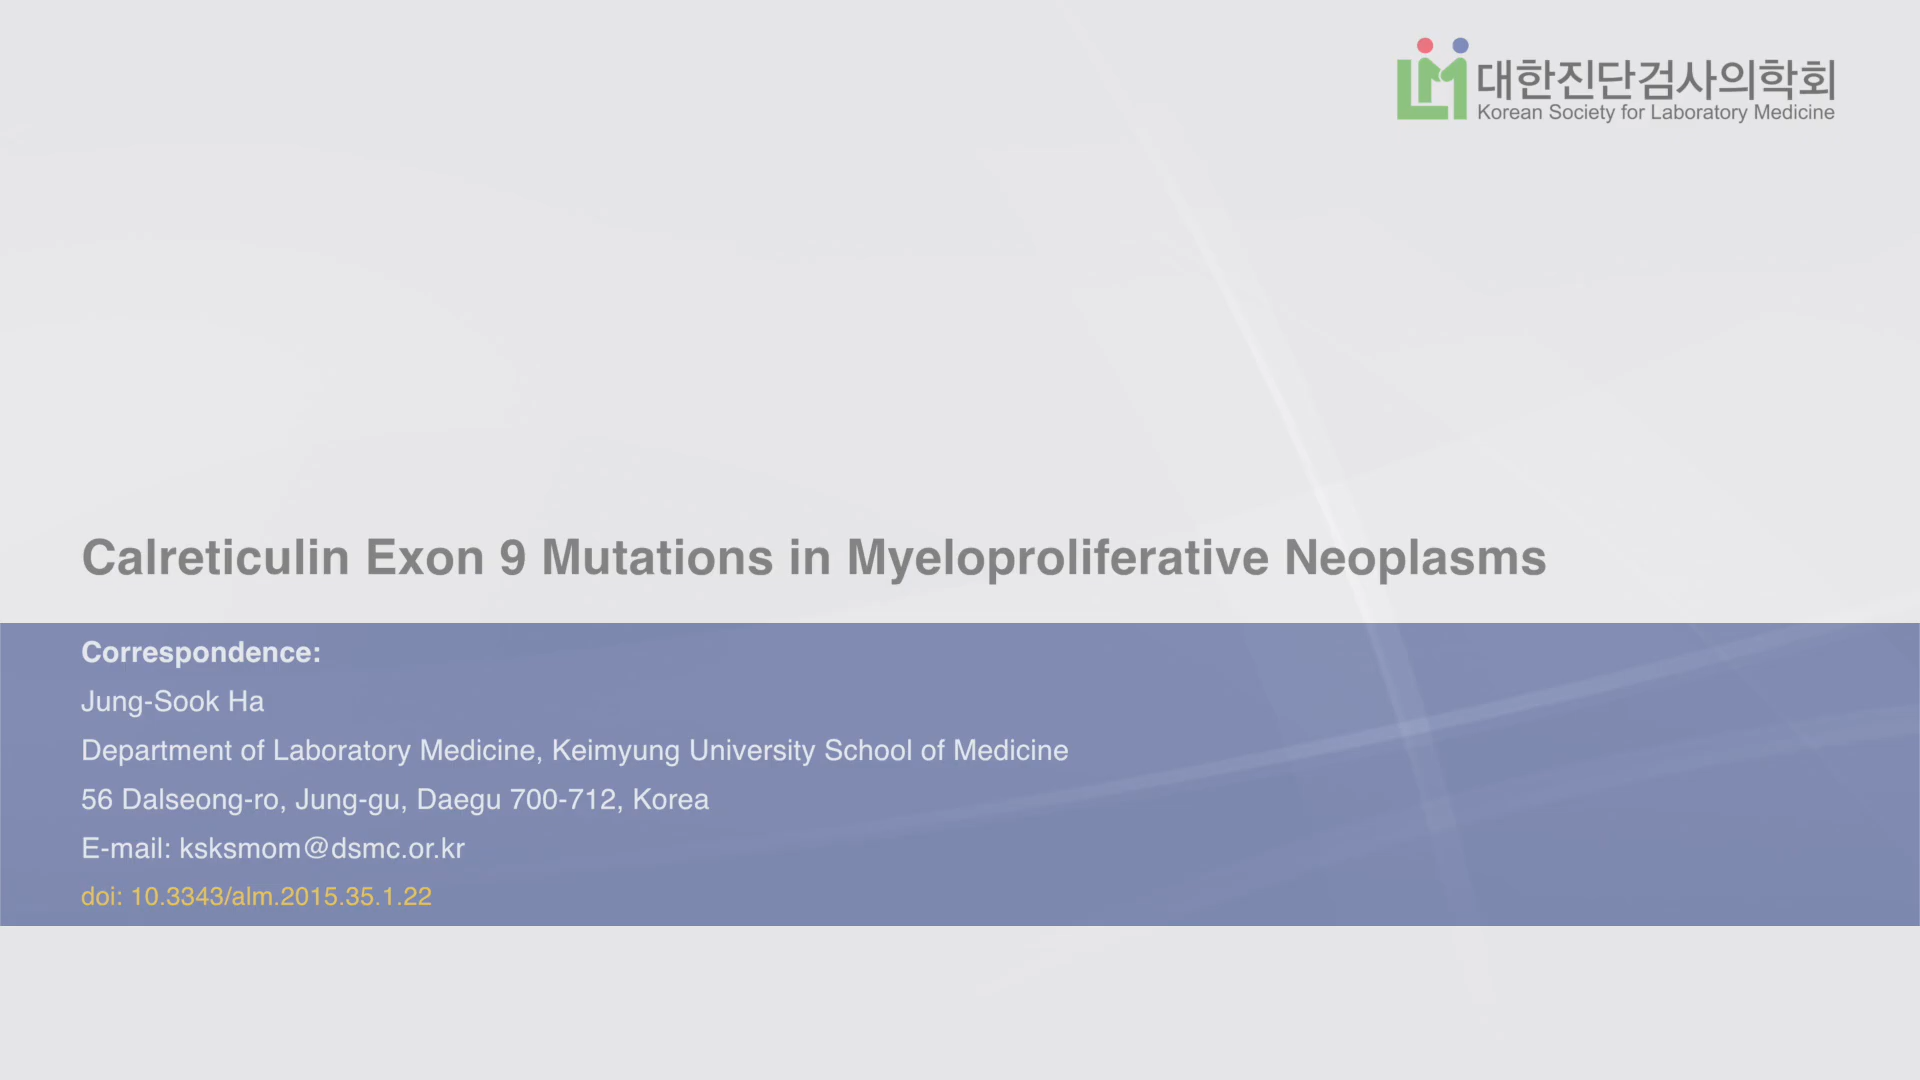 대한진단검사의학회
Korean Society for Laboratory Medicine
Calreticulin Exon 9 Mutations in Myeloproliferative Neoplasms
Correspondence:
Jung-Sook Ha
Department of Laboratory Medicine, Keimyung University School of Medicine
56 Dalseong-ro, Jung-gu, Daegu 700-712, Korea
E-mail: ksksmom@dsmc.or.kr
doi: 10.3343/alm.2015.35.1.22